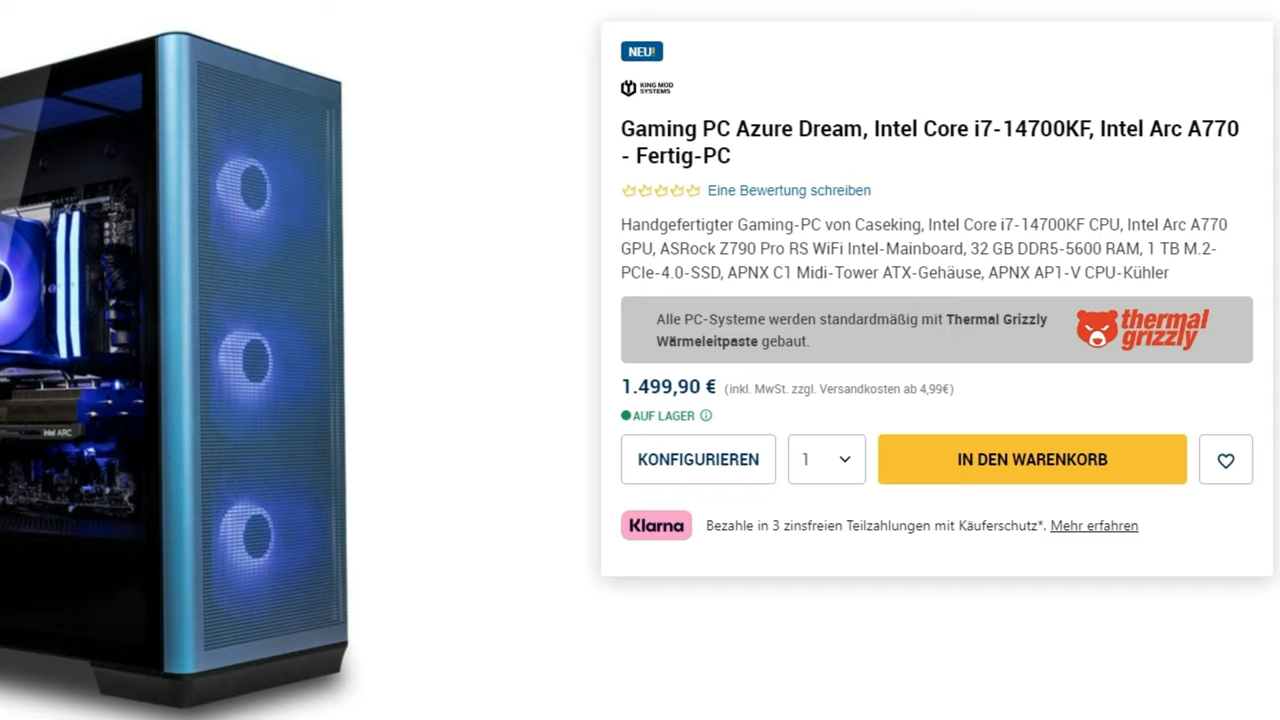 NEU!
KING MOD
SYSTEMS
Gaming PC Azure Dream, Intel Core i7-14700KF, Intel Arc A770
- Fertig-PC
Eine Bewertung schreiben
Handgefertigter Gaming-PC von Caseking, Intel Core i7-14700KF CPU, Intel Arc A770
GPU, ASRock Z790 Pro RS WiFi Intel-Mainboard, 32 GB DDR5-5600 RAM, 1 TB M.2-
PCIe-4.0-SSD, APNX C1 Midi-Tower ATX-Gehäuse, APNX AP1-V CPU-Kühler
Alle PC-Systeme werden standardmäßig mit Thermal Grizzly
Wärmeleitpaste gebaut.
thermal
grizzly
1.499,90 € (inkl. MwSt. zzgl. Versandkosten ab 4,99€)
AUF LAGER
KONFIGURIEREN 1 IN DEN WARENKORB
Klarna Bezahle in 3 zinsfreien Teilzahlungen mit Käuferschutz*. Mehr erfahren
intel ARC